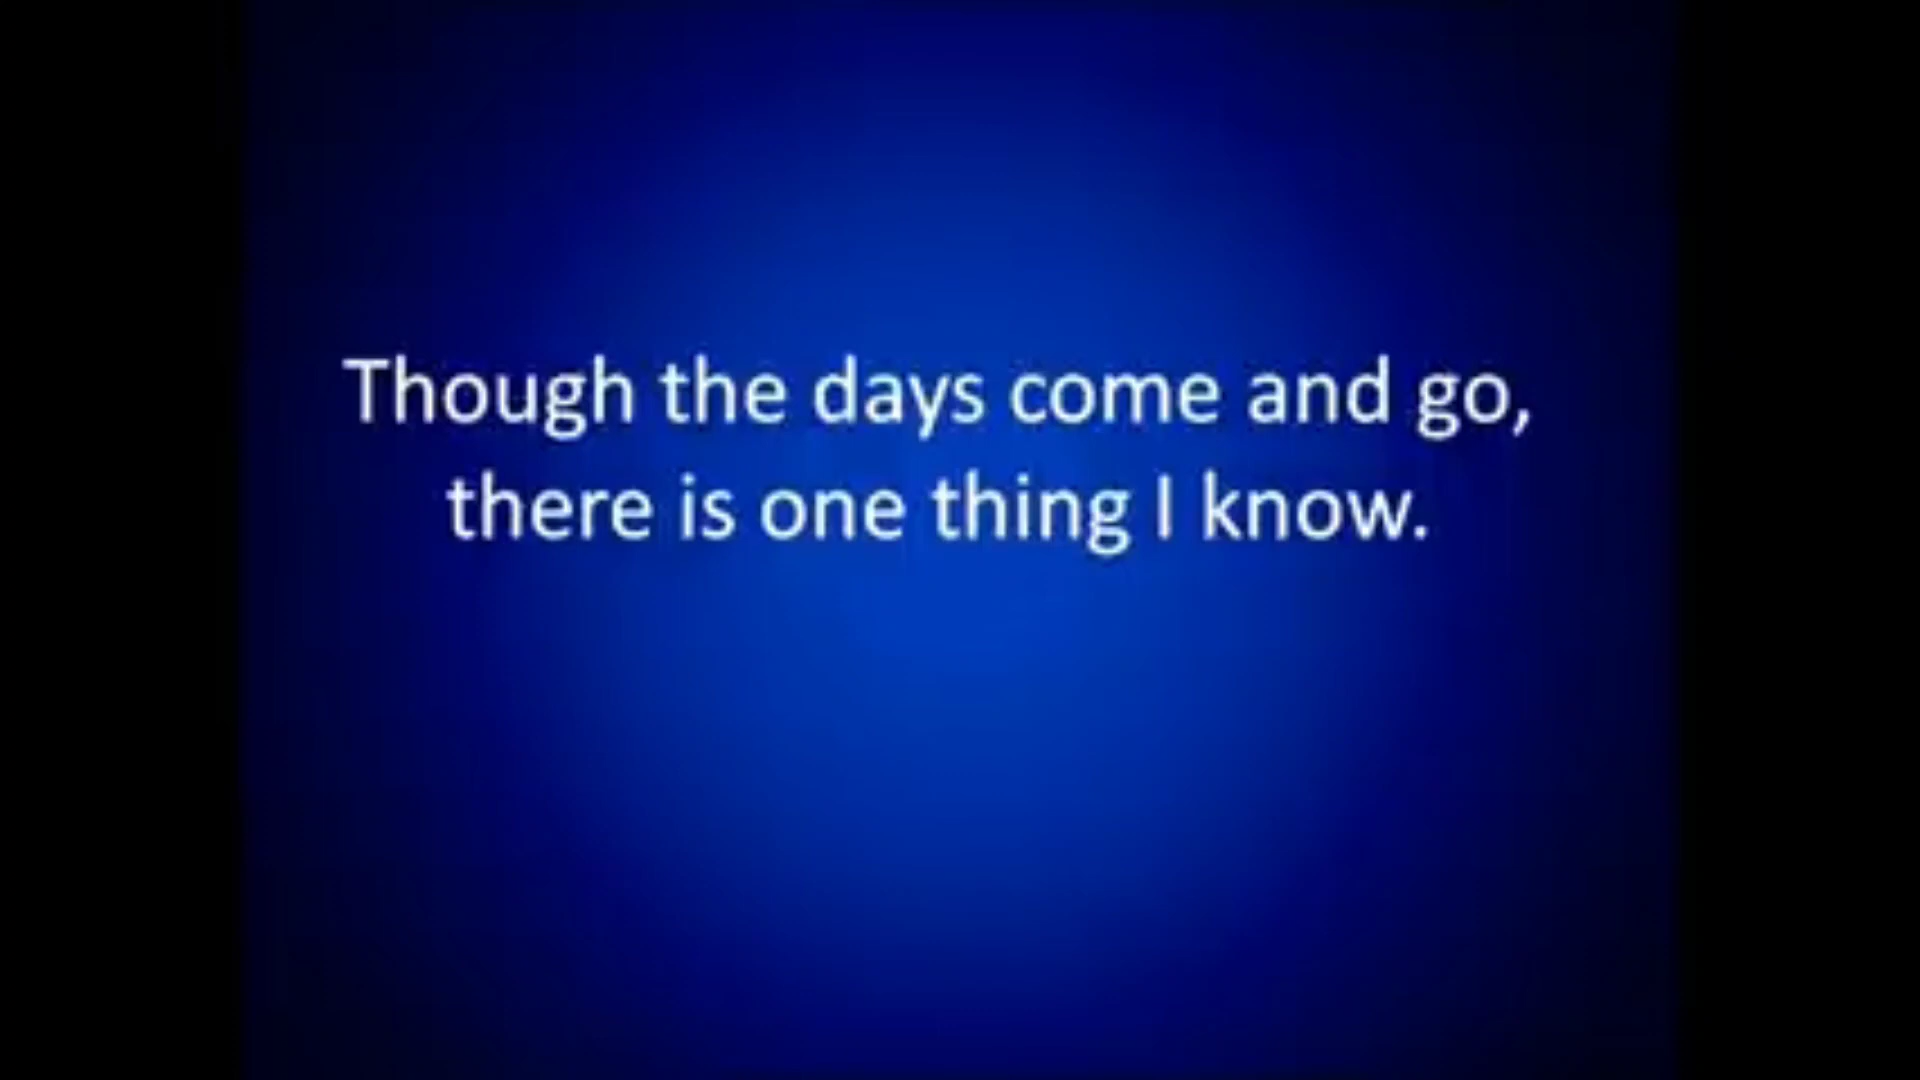 Though the days come and go,
there is one thing I know.